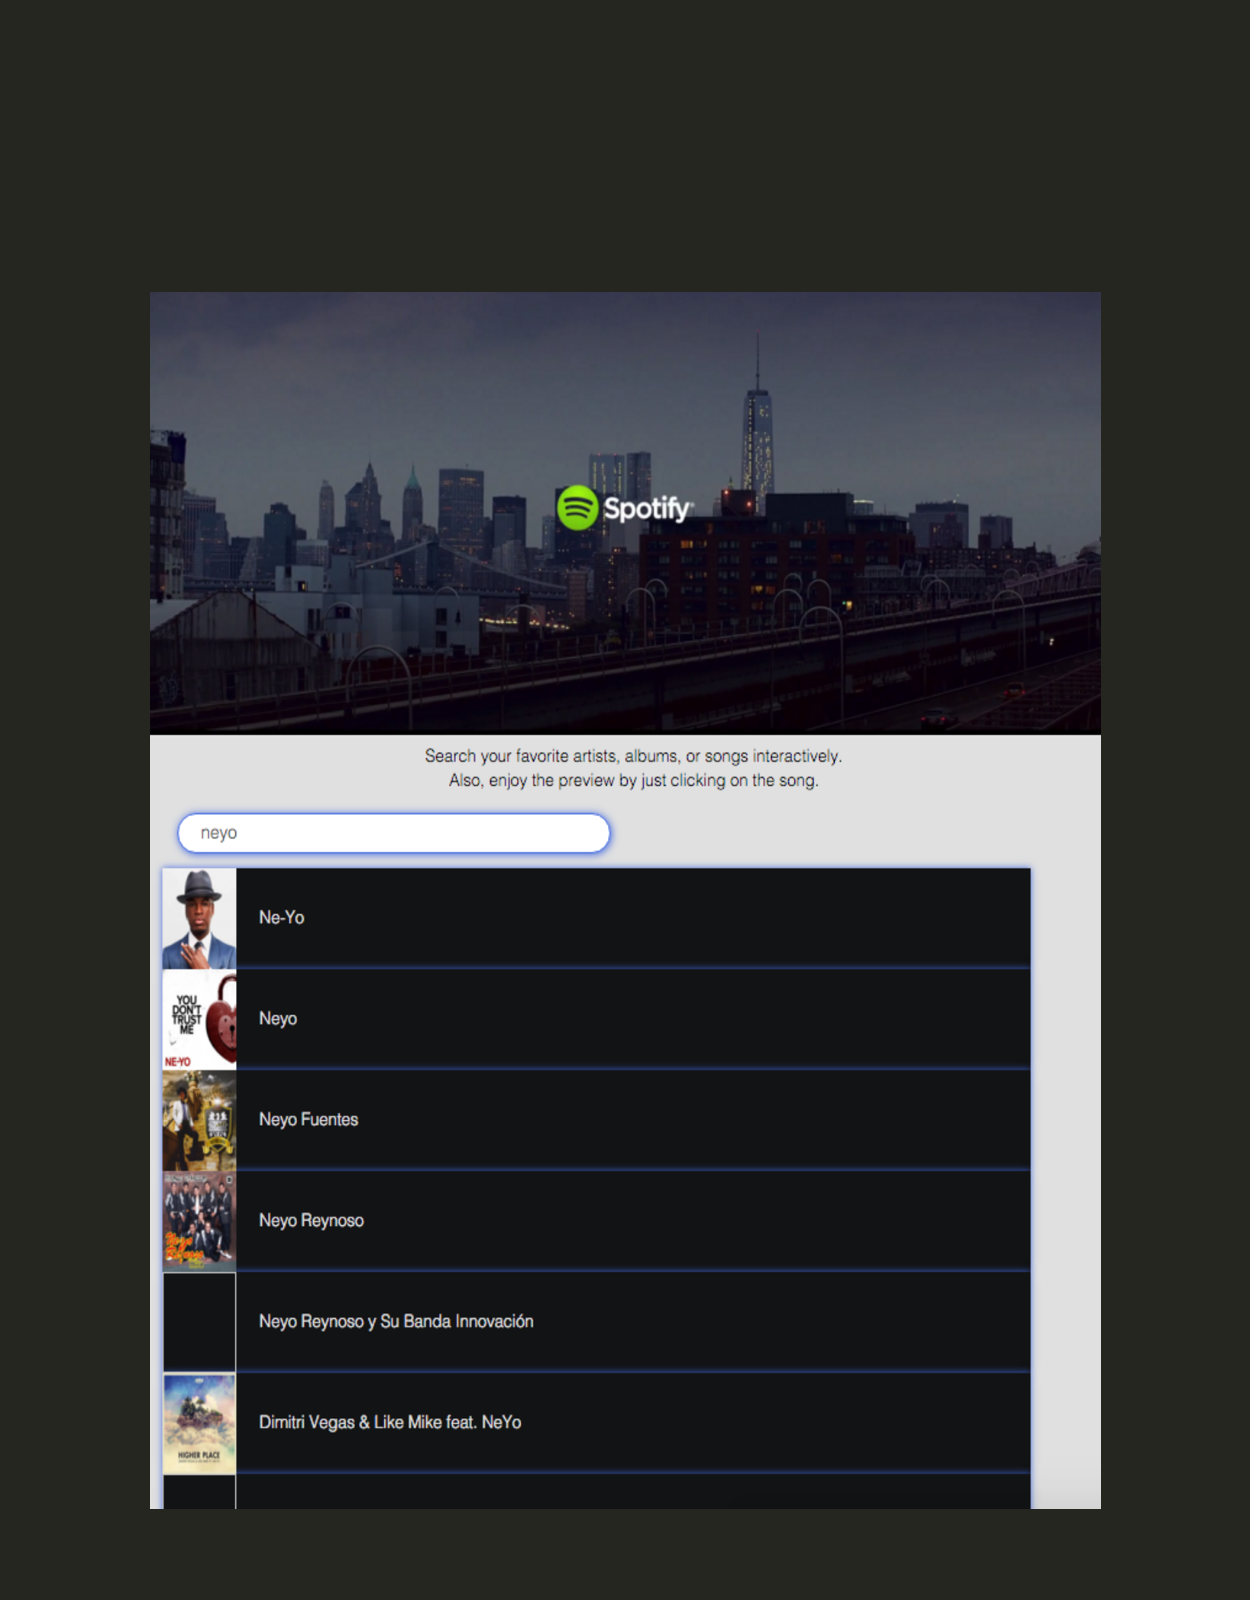 Spotify
Search your favorite artists, albums, or songs interactively.
Also, enjoy the preview by just clicking on the song.
neyo
Ne-Yo
YOU
DON'T
TRUST
ME
NE-YO
Neyo
Neyo Fuentes
Neyo Reynoso
Neyo Reynoso
Neyo Reynoso y Su Banda Innovación
HIGHER PLACE
Dimitri Vegas & Like Mike feat. NeYo